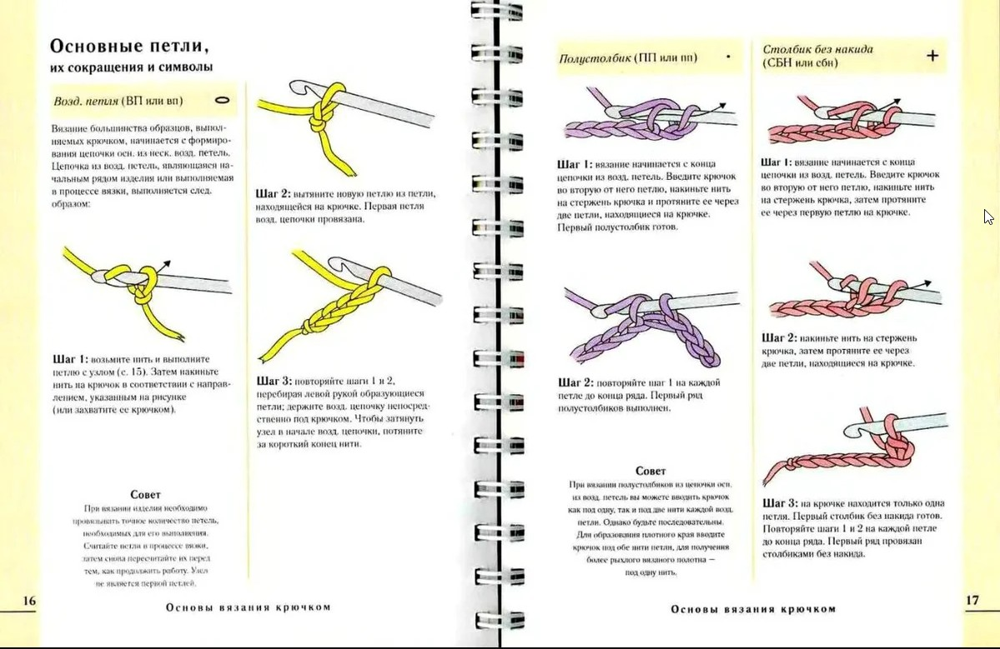 Основные петли,
их сокращения и символы
Возд. петля (ВП или вп)
Вязание большинства образцов, выпол-
няемых крючком, начинается с формиро-
вания цепочки осн. из неск. возд. петель.
Цепочка из возд. петель, являющаяся на-
чальным рядом изделия или выполняемая
в процессе вязки, выполняется след.
образом:
Шаг 1: возьмите нить и выполните
петлю с узлом (с. 15). Затем накиньте
нить на крючок в соответствии с направ-
лением, указанным на рисунке
(или захватите ее крючком).
Совет
При вязании изделия необходимо
провязывать точное количество петель,
необходимых для его выполнения.
Считайте петли в процессе вязки,
затем снова пересчитайте их перед
тем, как продолжить работу. Узел
не является первой петлей.
Шаг 2: вытяните новую петлю из петли,
находящейся на крючке. Первая петля
возд. цепочки провязана.
Шаг 3: повторяйте шаги 1 и 2,
перебирая левой рукой образующиеся
петли; держите возд. цепочку непосред-
ственно под крючком. Чтобы затянуть
узел в начале возд. цепочки, потяните
за короткий конец нити.
16
Основы вязания крючком
Полустолбик (ПП или пп)
Шаг 1: вязание начинается с конца
цепочки из возд. петель. Введите крючок
во вторую от него петлю, накиньте нить
на стержень крючка и протяните ее через
две петли, находящиеся на крючке.
Первый полустолбик готов.
Шаг 2: повторяйте шаг 1 на каждой
петле до конца ряда. Первый ряд
полустолбиков выполнен.
Совет
При вязании полустолбиков из цепочки осн.
из возд. петель вы можете вводить крючок
как под одну, так и под две нити каждой возд.
петли. Однако будьте последовательны.
Для образования плотного края вводите
крючок под обе нити петли, для получения
более рыхлого вязаного полотна –
под одну нить.
Столбик без накида
(СБН или сбн)
Шаг 1: вязание начинается с конца
цепочки из возд. петель. Введите крючок
во вторую от него петлю, накиньте нить
на стержень крючка, затем протяните
ее через первую петлю на крючке.
Шаг 2: накиньте нить на стержень
крючка, затем протяните ее через
две петли, находящиеся на крючке.
Шаг 3: на крючке находится только одна
петля. Первый столбик без накида готов.
Повторяйте шаги 1 и 2 на каждой петле
до конца ряда. Первый ряд провязан
столбиками без накида.
Основы вязания крючком
17